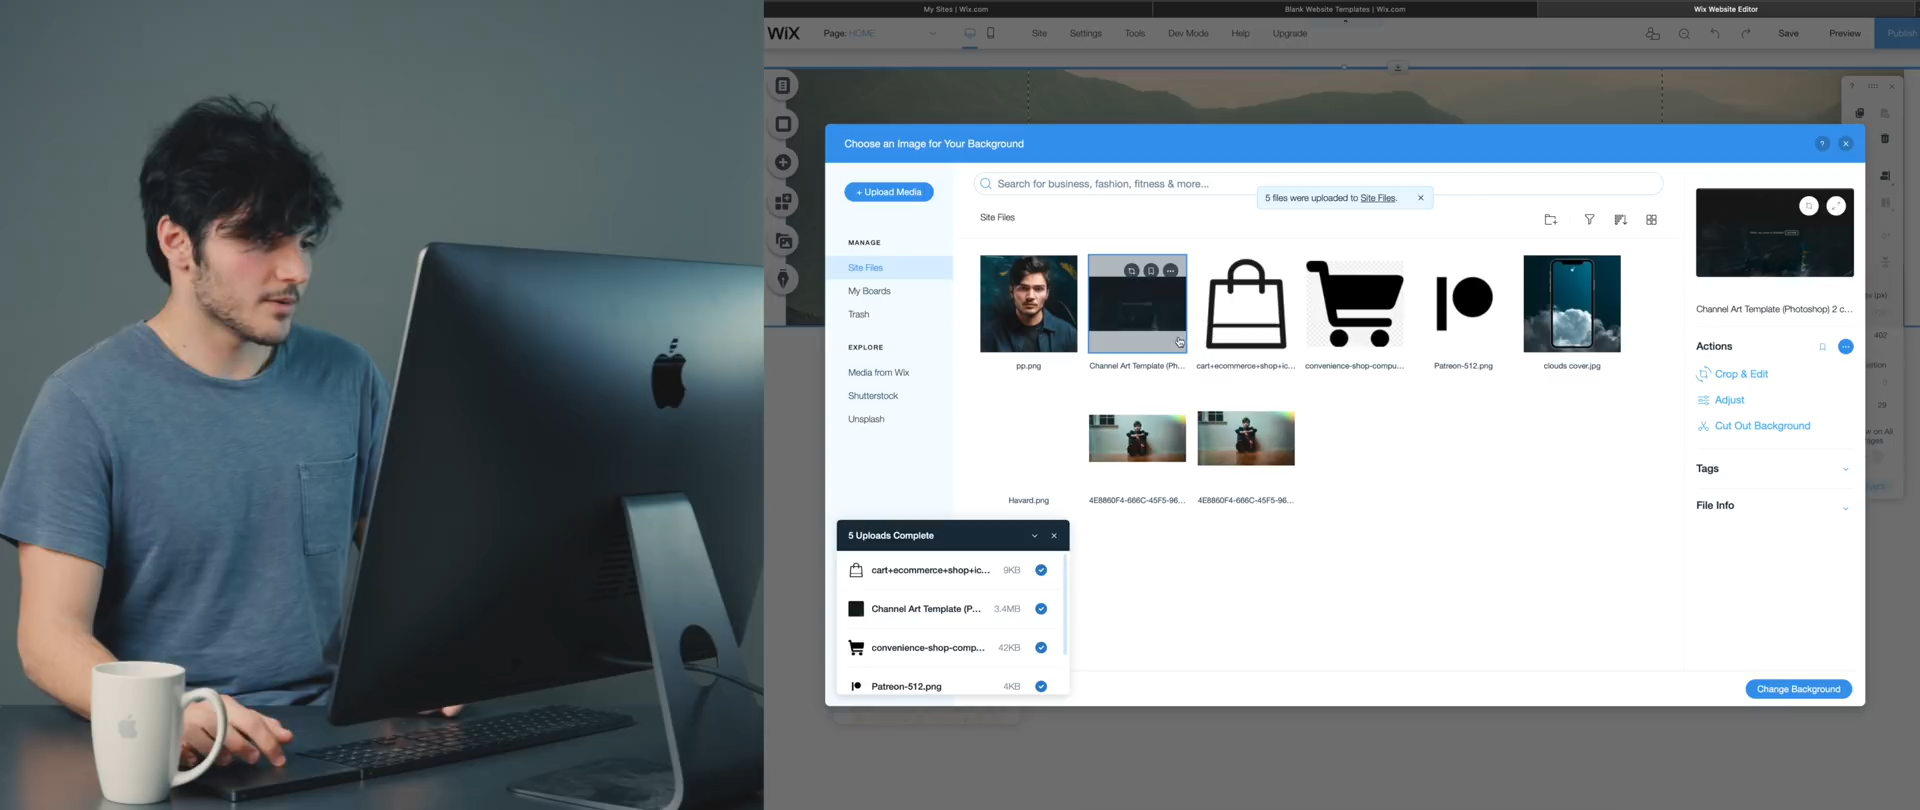 My Sites | Wix.com
Blank Website Templates | Wix.com
Wix Website Editor
WiX
Page: HOME
Site
Settings
Tools
Dev Mode
Help
Upgrade
Save
Preview
Publish
Choose an Image for Your Background
?
+ Upload Media
Search for business, fashion, fitness & more...
5 files were uploaded to Site Files.
Site Files
MANAGE
Site Files
My Boards
Trash
EXPLORE
Media from Wix
Shutterstock
Unsplash
pp.png
Channel Art Template (Ph...
cart+ecommerce+shop+ic...
convenience-shop-compu...
Patreon-512.png
clouds cover.jpg
Havard.png
4E8860F4-666C-45F5-96...
4E8860F4-666C-45F5-96...
Channel Art Template (Photoshop) 2 c...
Actions
Crop & Edit
Adjust
Cut Out Background
Tags
File Info
(px)
402
29
5 Uploads Complete
cart+ecommerce+shop+ic...
9KB
Channel Art Template (P...
3.4MB
convenience-shop-comp...
42KB
Patreon-512.png
4KB
Change Background